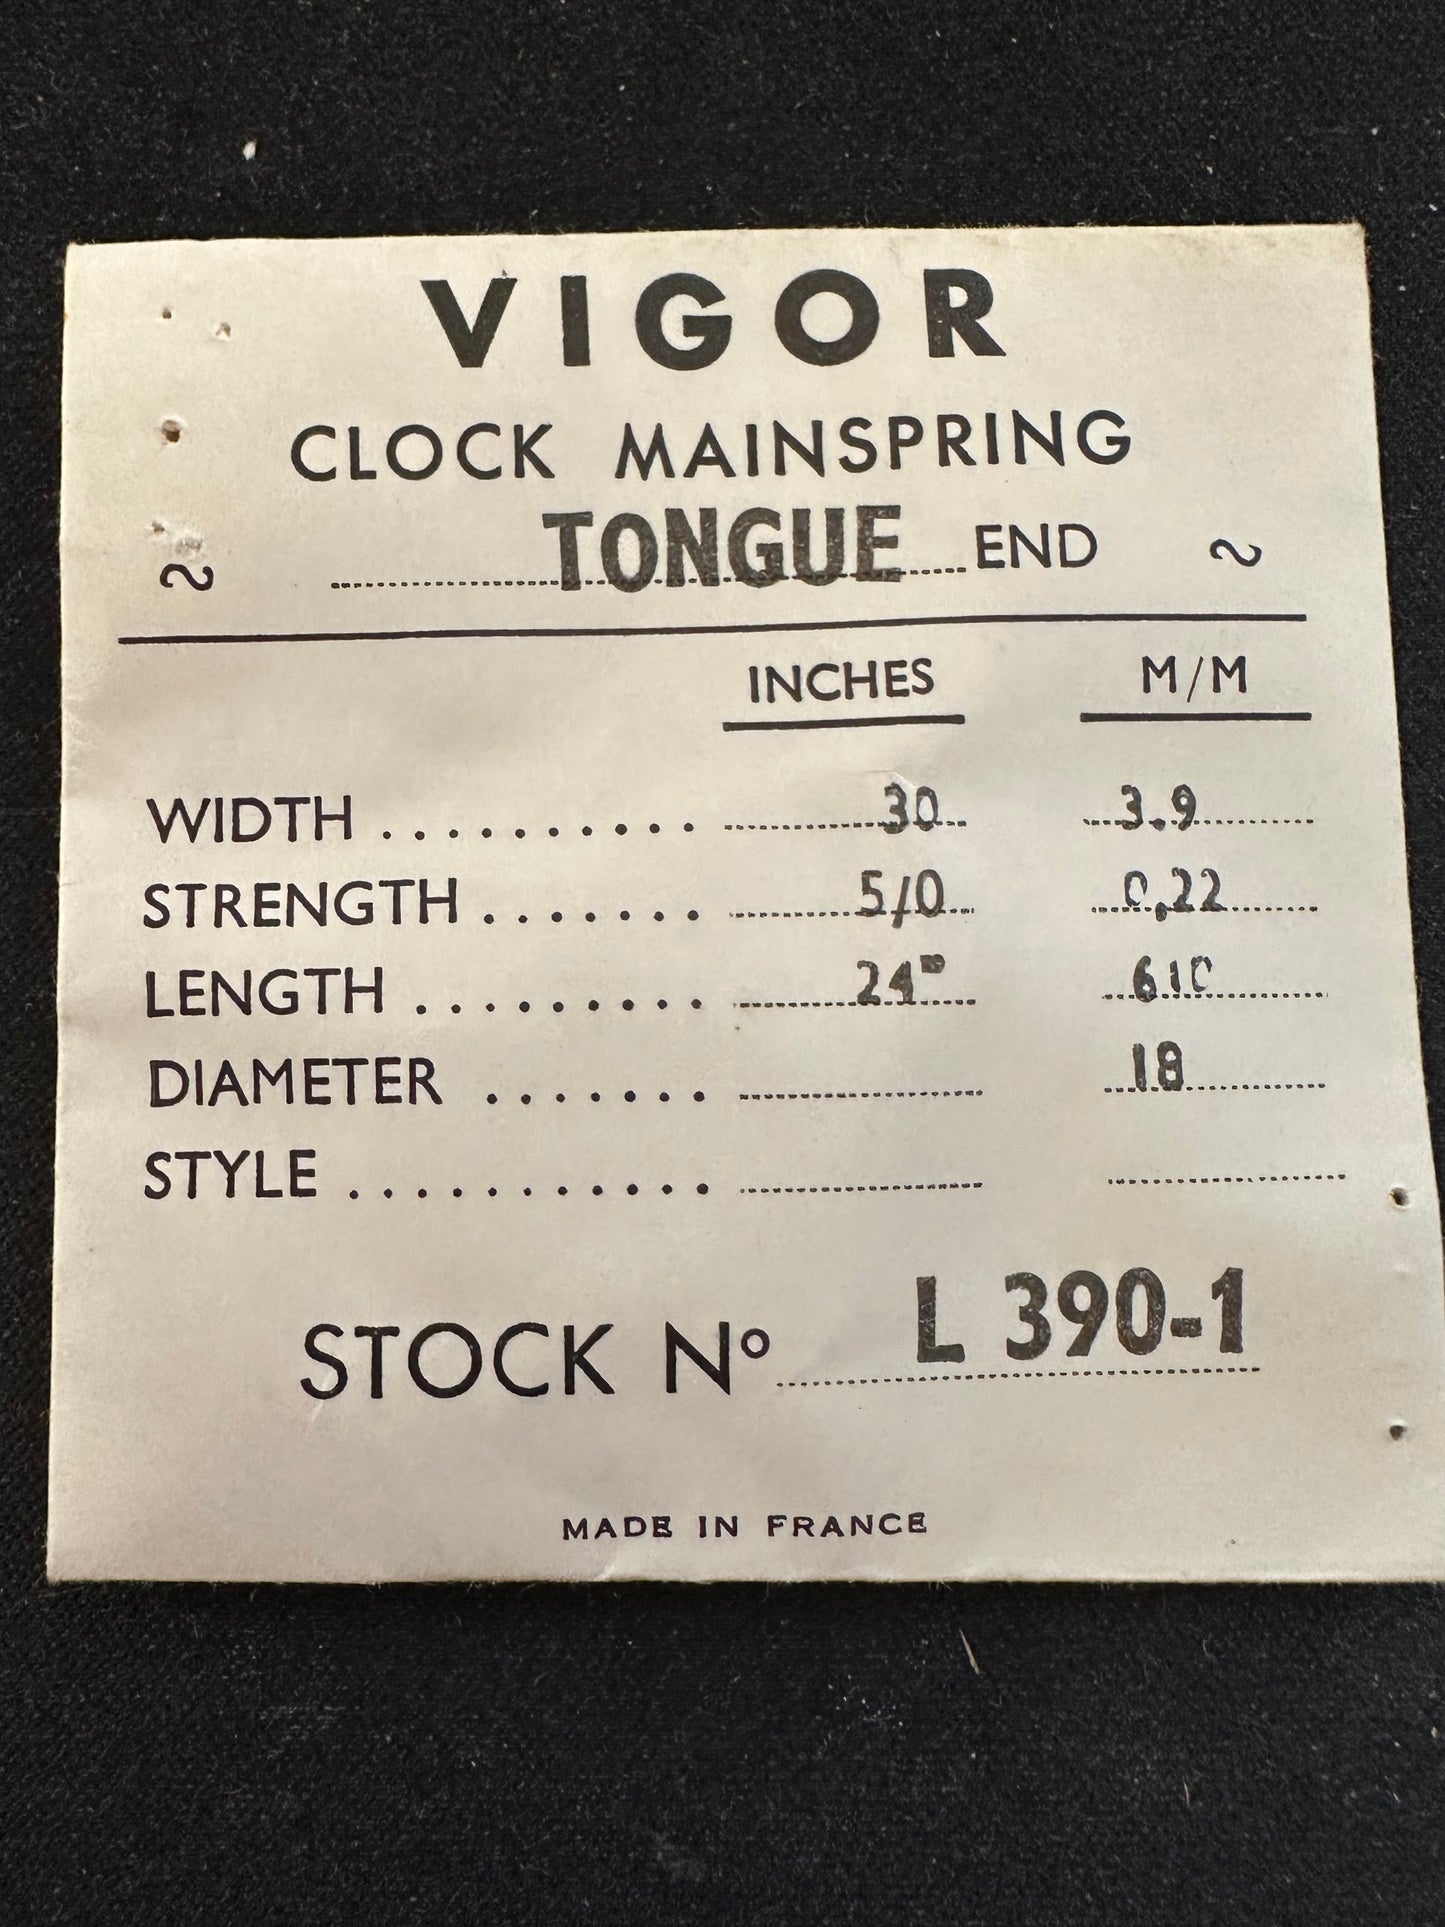 VIGOR
CLOCK MAINSPRING
TONGUE END
INCHES M/M
WIDTH 30 3.9
STRENGTH 5/0 0,22
LENGTH 24" 610
DIAMETER 18
STYLE
STOCK Nº L 390-1
MADE IN FRANCE